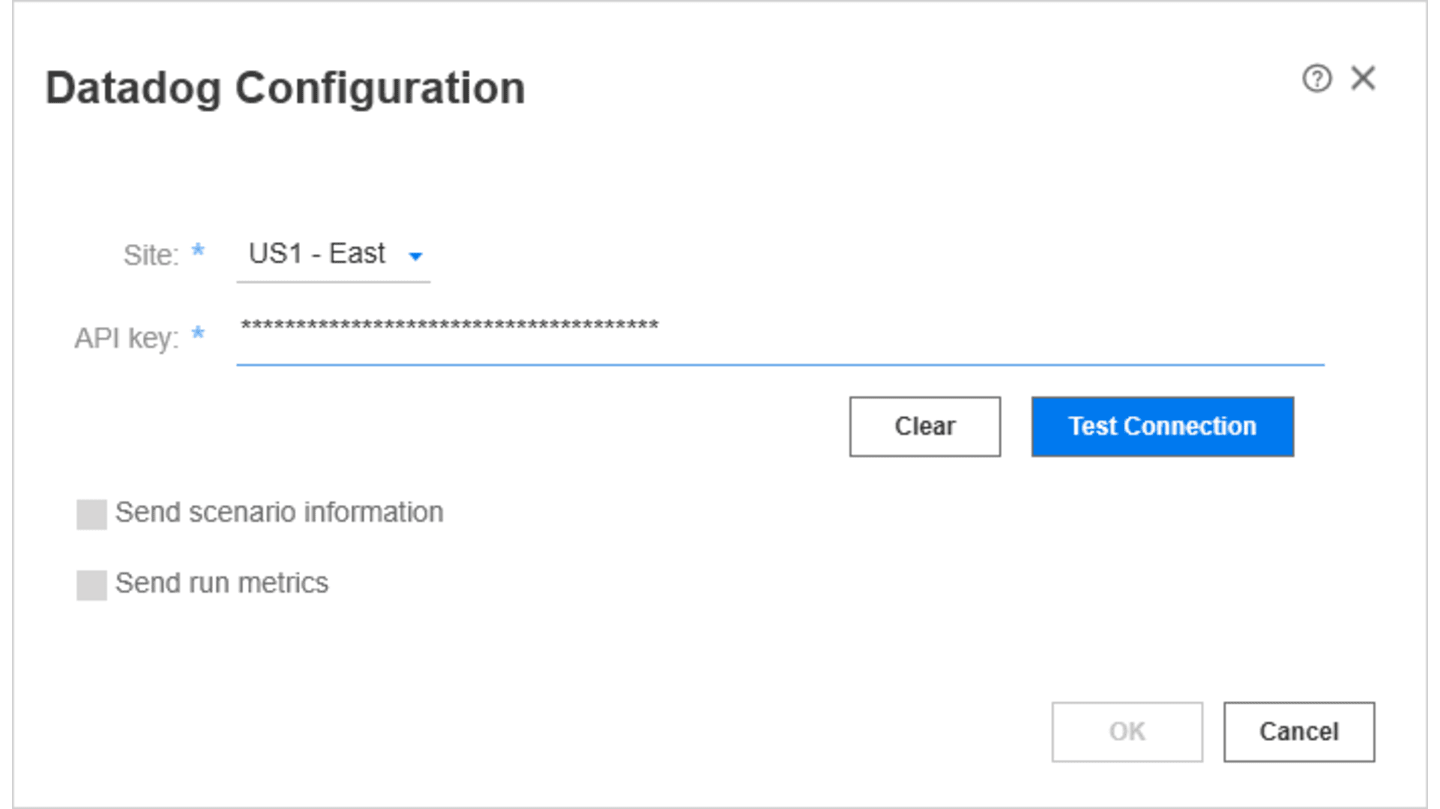 Datadog Configuration
Site: * US1 - East
API key: * **************************************
Clear Test Connection
Send scenario information
Send run metrics
OK Cancel